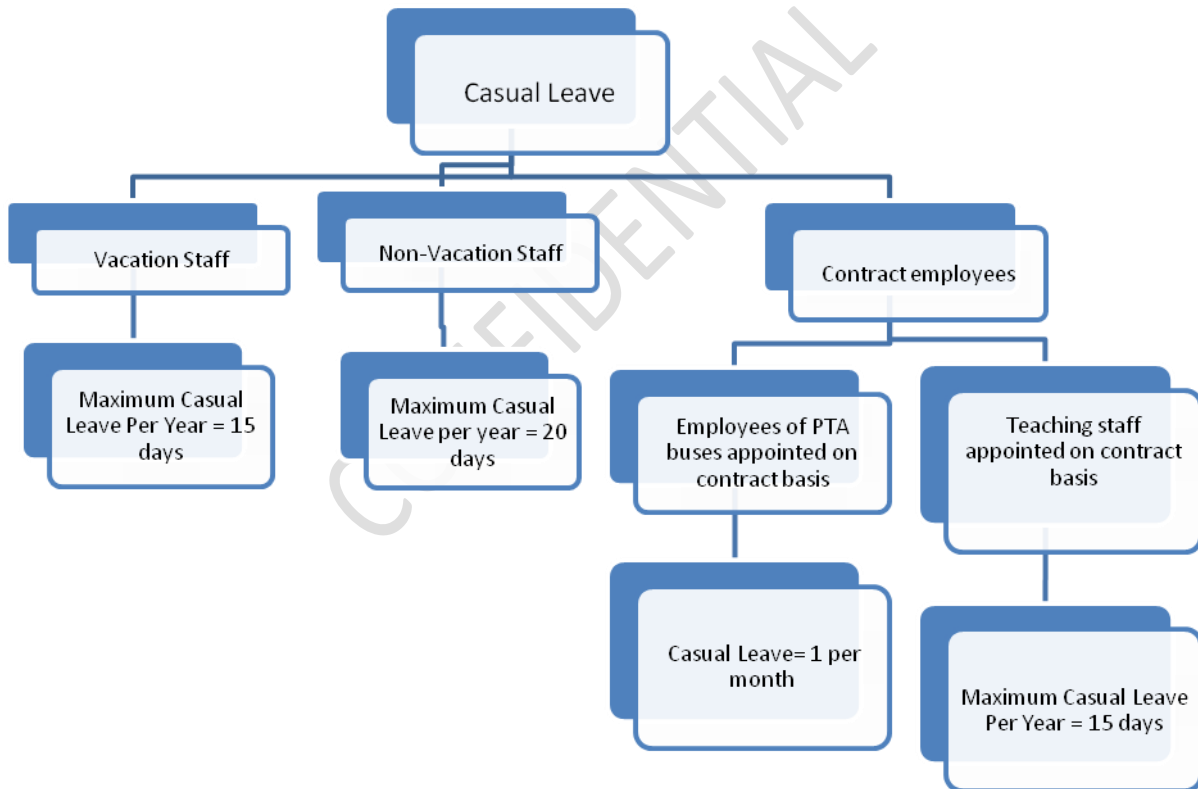 Casual Leave
Vacation Staff
Non-Vacation Staff
Contract employees
Maximum Casual
Leave Per Year = 15
days
Maximum Casual
Leave per year = 20
days
Employees of PTA
buses appointed on
contract basis
Teaching staff
appointed on contract
basis
Casual Leave= 1 per
month
Maximum Casual Leave
Per Year = 15 days
CONFIDENTIAL